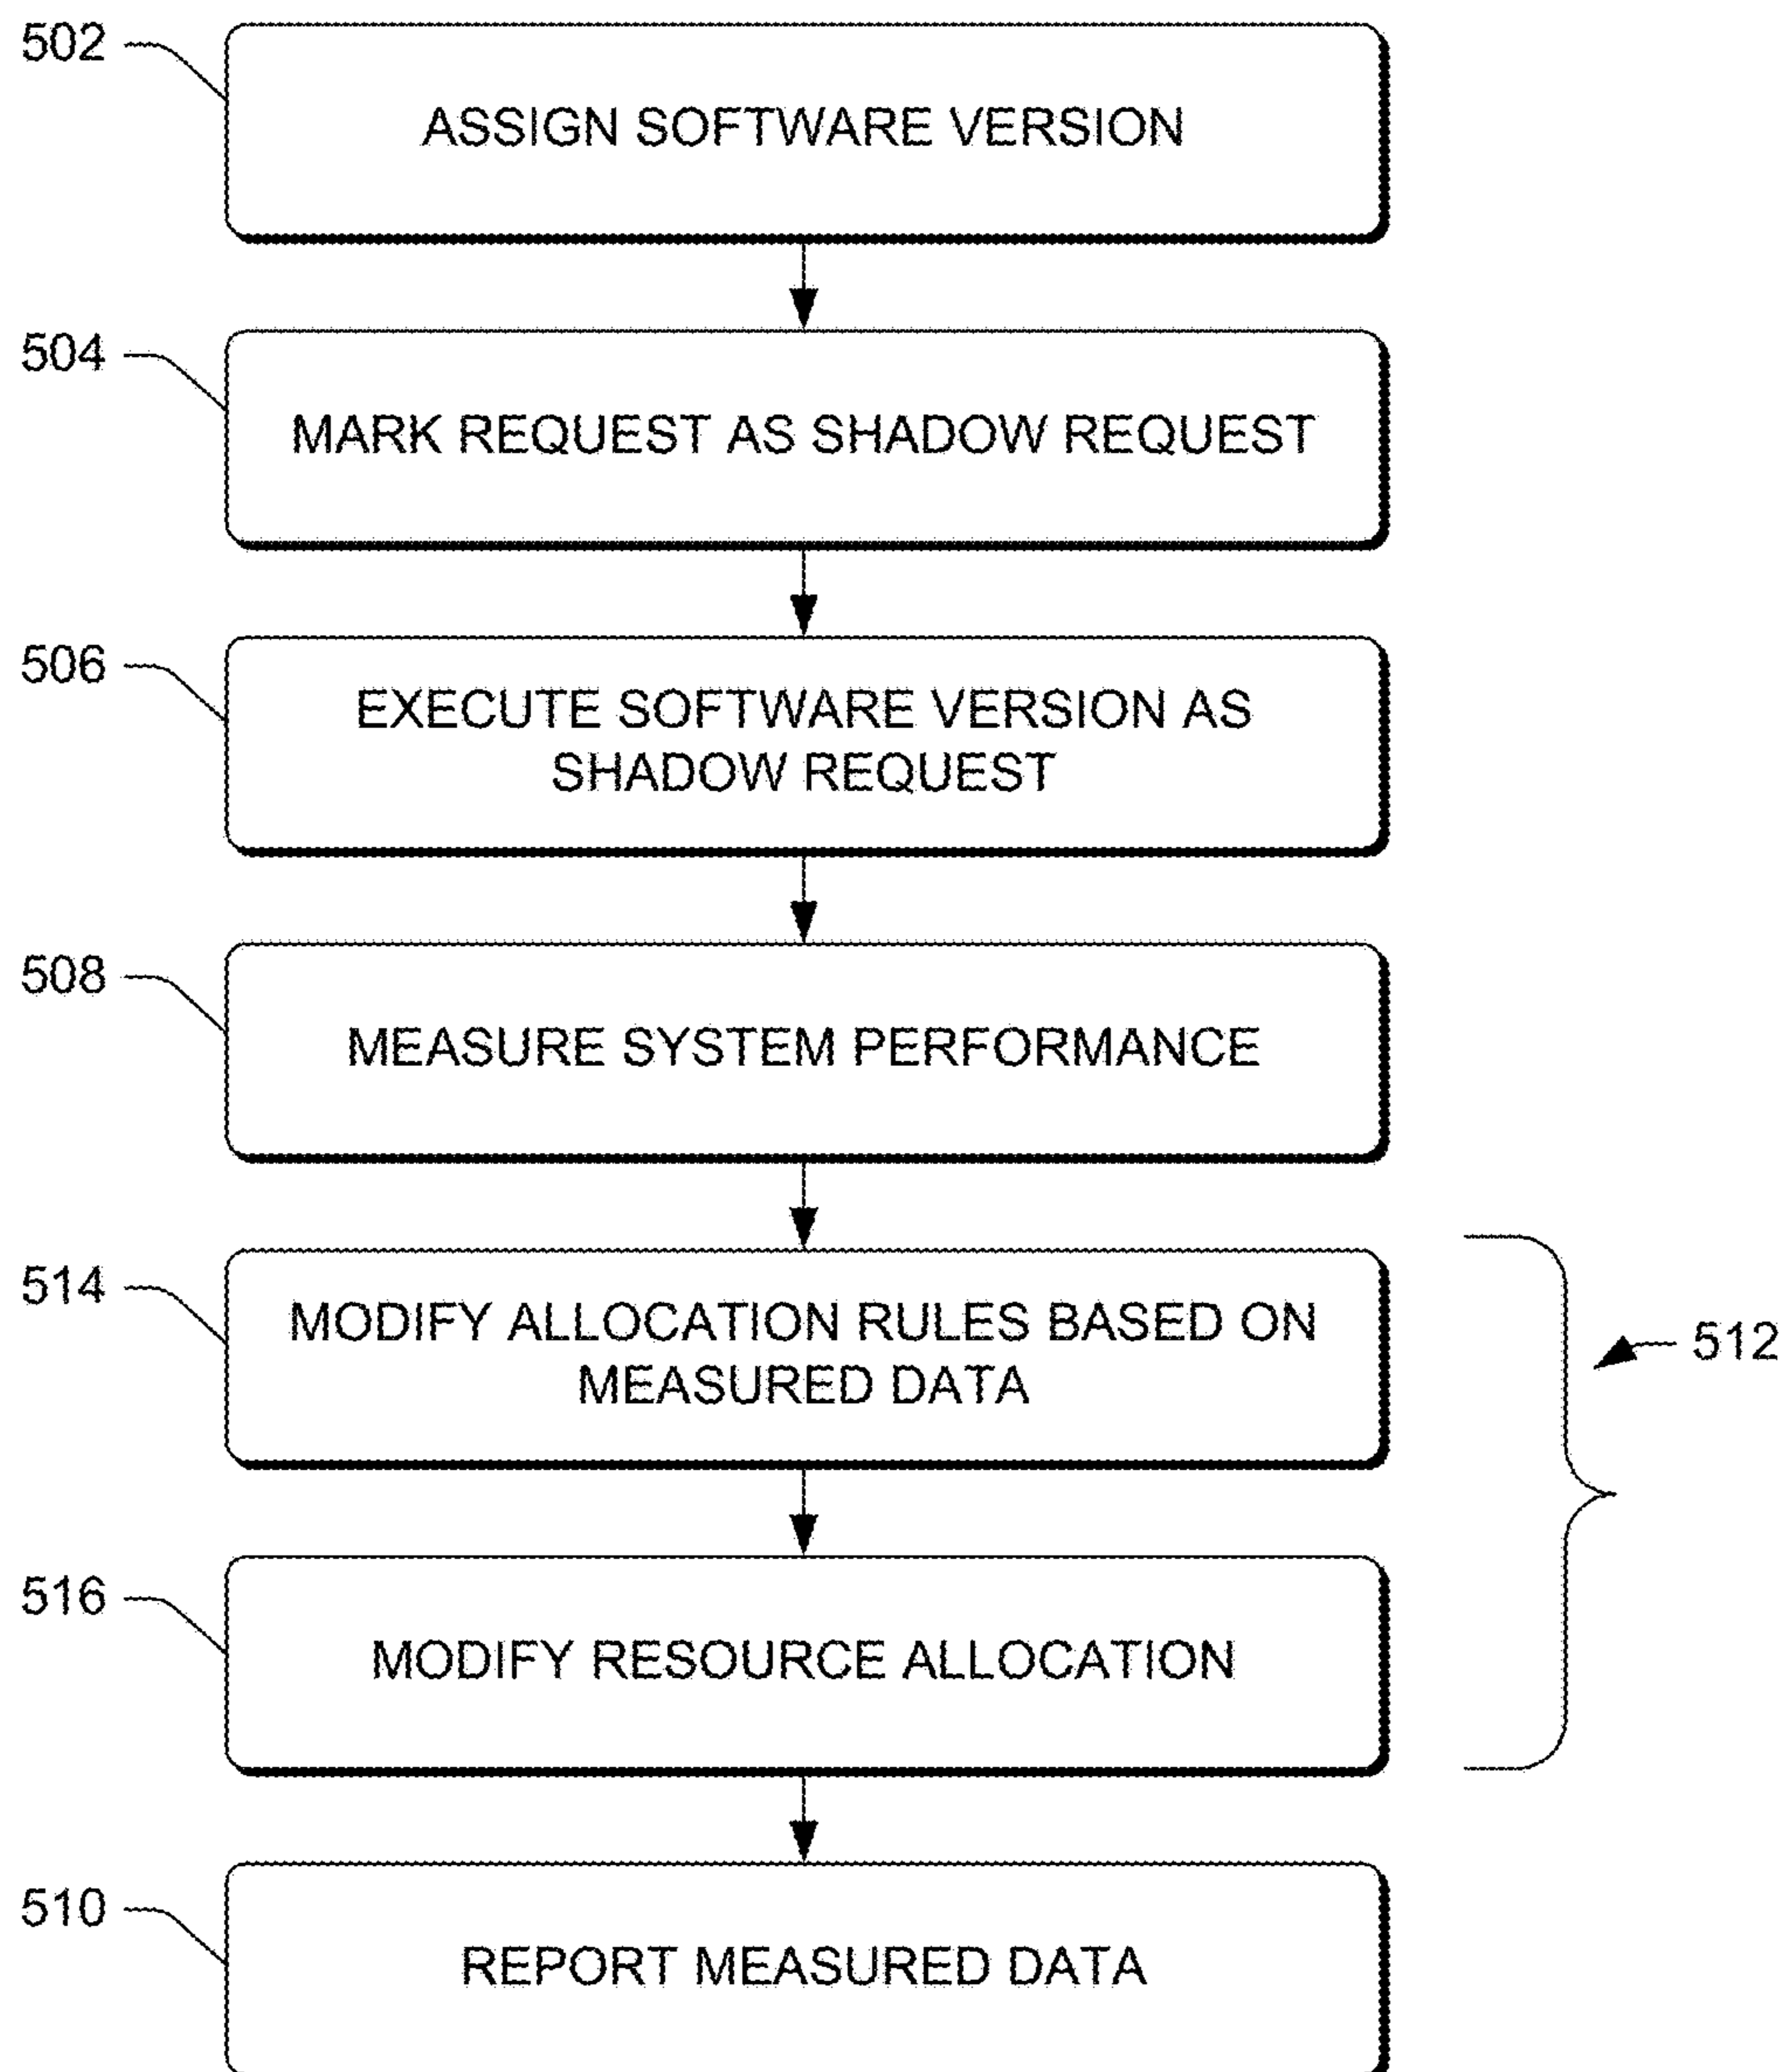 502
ASSIGN SOFTWARE VERSION
504
MARK REQUEST AS SHADOW REQUEST
506
EXECUTE SOFTWARE VERSION AS
SHADOW REQUEST
508
MEASURE SYSTEM PERFORMANCE
514
MODIFY ALLOCATION RULES BASED ON
MEASURED DATA
512
516
MODIFY RESOURCE ALLOCATION
510
REPORT MEASURED DATA